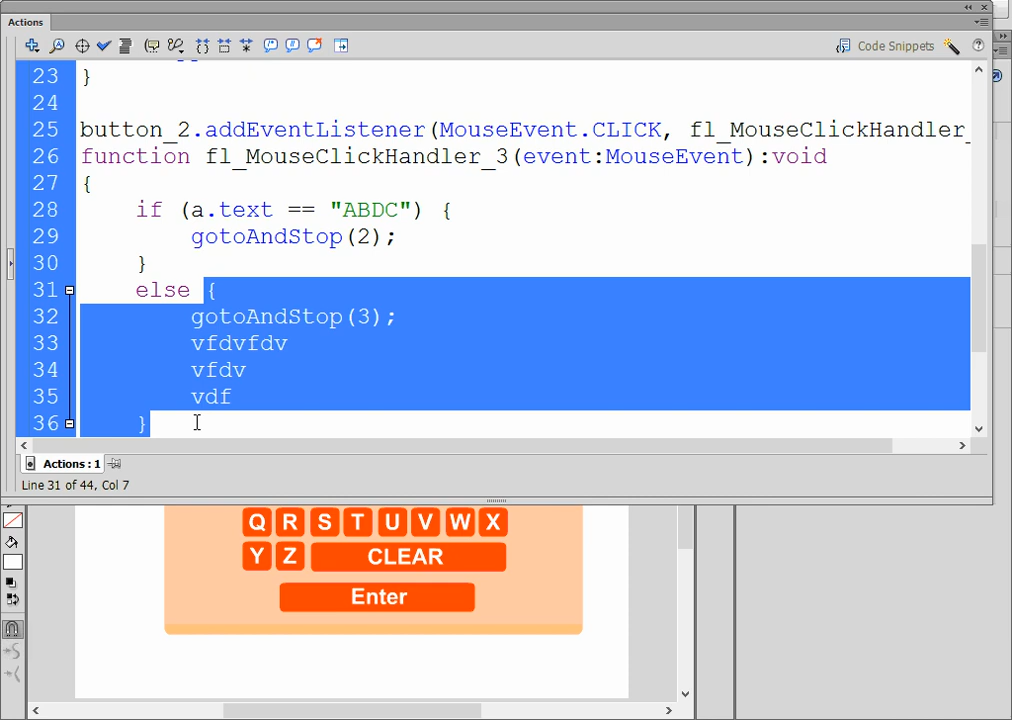 Actions
Code Snippets
23 }
24
25 button_2.addEventListener(MouseEvent.CLICK, fl_MouseClickHandler_
26 function fl_MouseClickHandler_3(event:MouseEvent):void
27 {
28 if (a.text == "ABDC") {
29 gotoAndStop(2);
30 }
31 else {
32 gotoAndStop(3);
33 vfdvfdv
34 vfdv
35 vdf
36 }
Actions : 1
Line 31 of 44, Col 7
Q R S T U V W X
Y Z CLEAR
Enter